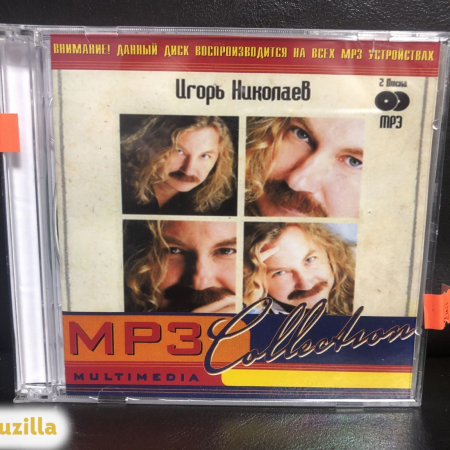 ВНИМАНИЕ! ДАННЫЙ ДИСК ВОСПРОИЗВОДИТСЯ НА ВСЕХ MP3 УСТРОЙСТВАХ
Игорь Николаев
2 Диска
MP3
MP3 Collection
MULTIMEDIA
uzilla